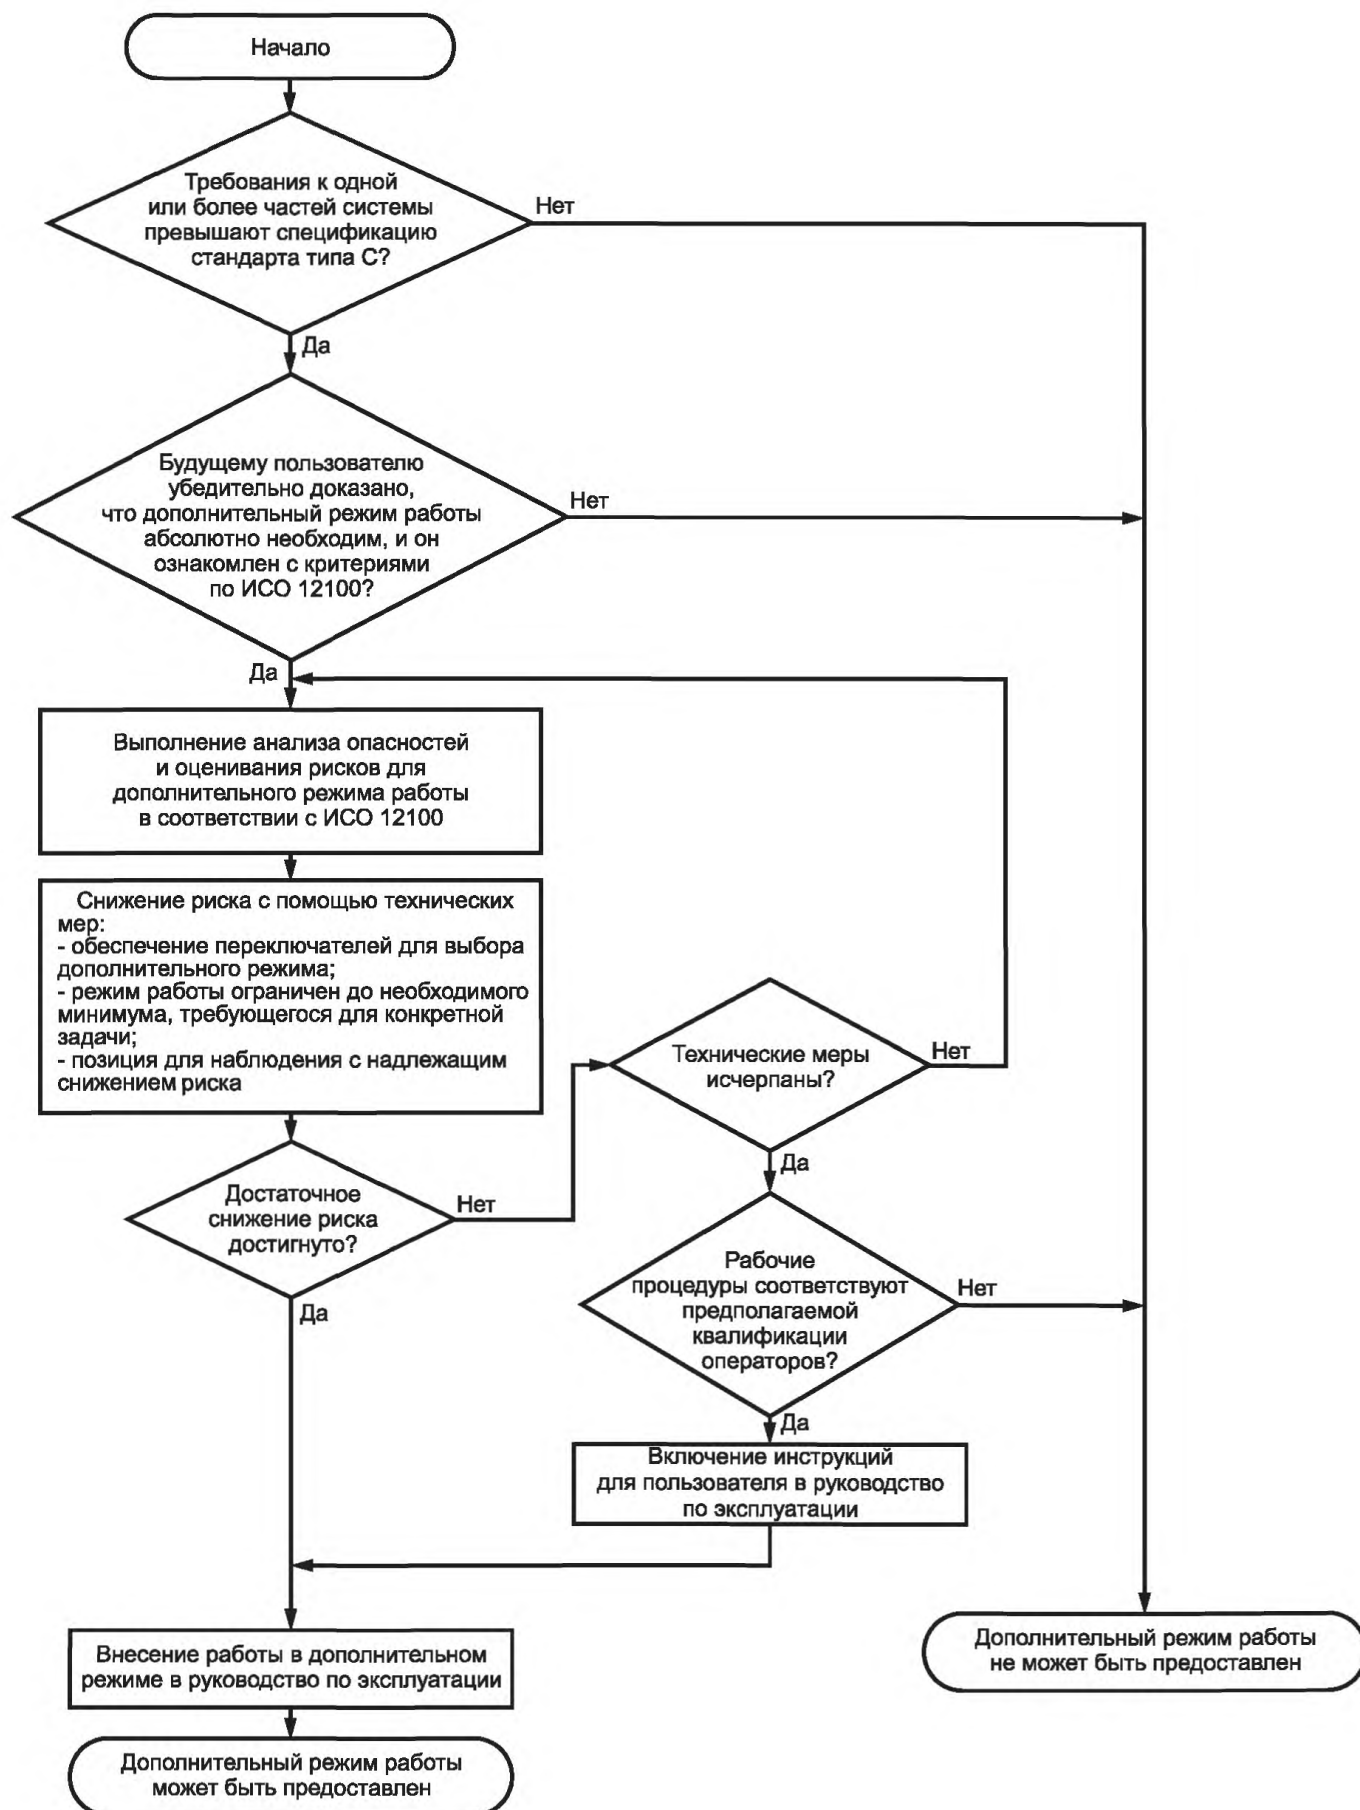 Начало
Требования к одной
или более частей системы
превышают спецификацию
стандарта типа С?
Нет
Да
Будущему пользователю
убедительно доказано,
что дополнительный режим работы
абсолютно необходим, и он
ознакомлен с критериями
по ИСО 12100?
Нет
Да
Выполнение анализа опасностей
и оценивания рисков для
дополнительного режима работы
в соответствии с ИСО 12100
Снижение риска с помощью технических
мер:
- обеспечение переключателей для выбора
дополнительного режима;
- режим работы ограничен до необходимого
минимума, требующегося для конкретной
задачи;
- позиция для наблюдения с надлежащим
снижением риска
Технические меры
исчерпаны?
Нет
Да
Достаточное
снижение риска
достигнуто?
Нет
Да
Рабочие
процедуры соответствуют
предполагаемой
квалификации
операторов?
Нет
Да
Включение инструкций
для пользователя в руководство
по эксплуатации
Внесение работы в дополнительном
режиме в руководство по эксплуатации
Дополнительный режим работы
не может быть предоставлен
Дополнительный режим работы
может быть предоставлен